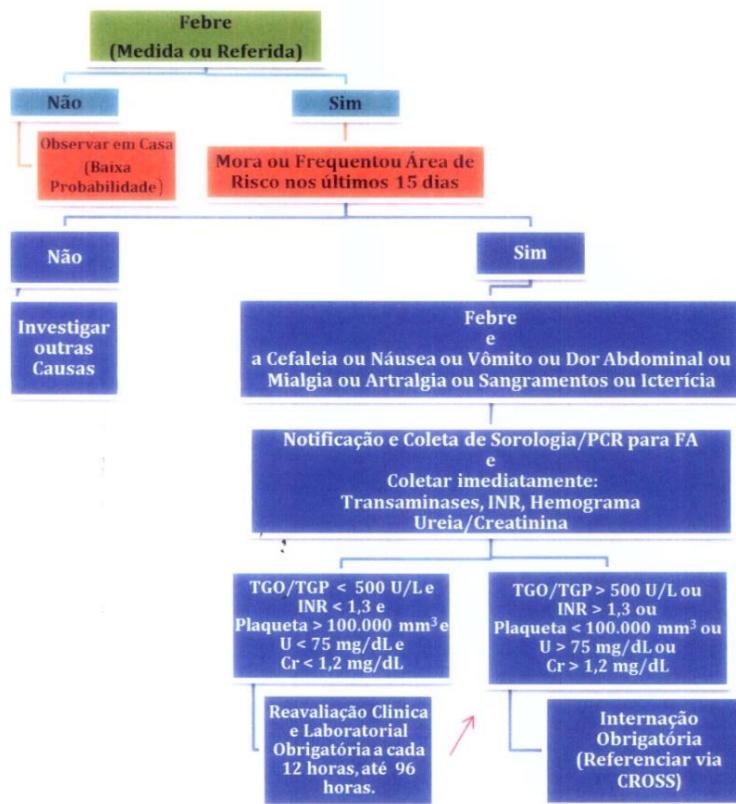 Febre
(Medida ou Referida)
Não
Sim
Observar em Casa
(Baixa
Probabilidade)
Mora ou Frequentou Área de
Risco nos últimos 15 dias
Não
Sim
Investigar
outras
Causas
Febre
e
a Cefaleia ou Náusea ou Vômito ou Dor Abdominal ou
Mialgia ou Artralgia ou Sangramentos ou Icterícia
Notificação e Coleta de Sorologia/PCR para FA
e
Coletar imediatamente:
Transaminases, INR, Hemograma
Ureia/Creatinina
TGO/TGP < 500 U/L e
INR < 1,3 e
Plaqueta > 100.000 mm³ e
U < 75 mg/dL e
Cr < 1,2 mg/dL
TGO/TGP > 500 U/L ou
INR > 1,3 ou
Plaqueta < 100.000 mm³ ou
U > 75 mg/dL ou
Cr > 1,2 mg/dL
Reavaliação Clinica
e Laboratorial
Obrigatória a cada
12 horas, até 96
horas.
Internação
Obrigatória
(Referenciar via
CROSS)